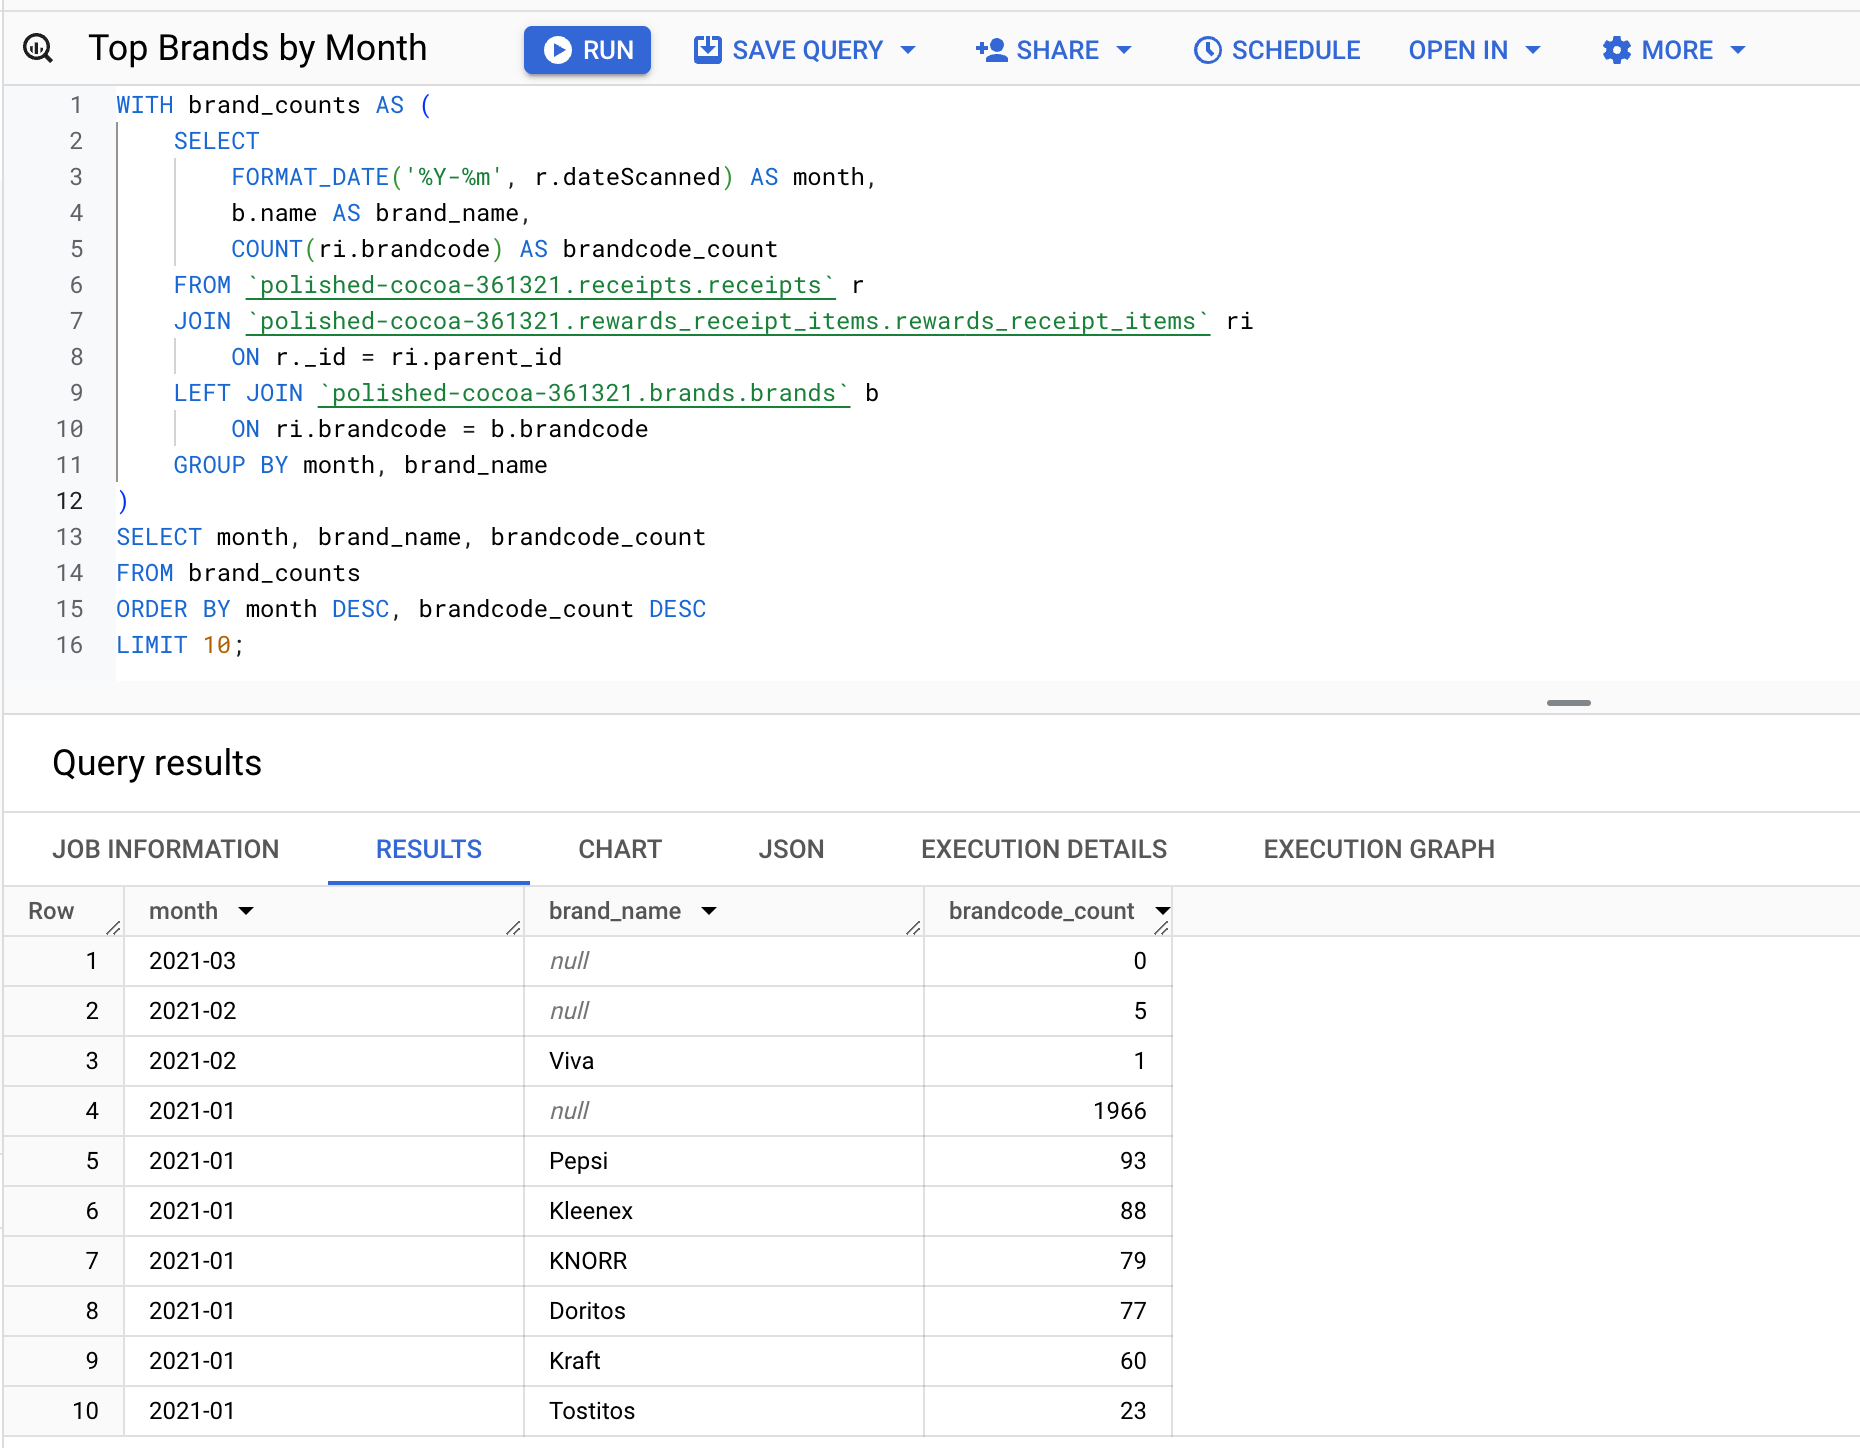 Top Brands by Month RUN SAVE QUERY SHARE SCHEDULE OPEN IN MORE
1 WITH brand_counts AS (
2 SELECT
3 FORMAT_DATE('%Y-%m', r.dateScanned) AS month,
4 b.name AS brand_name,
5 COUNT(ri.brandcode) AS brandcode_count
6 FROM `polished-cocoa-361321.receipts.receipts` r
7 JOIN `polished-cocoa-361321.rewards_receipt_items.rewards_receipt_items` ri
8 ON r._id = ri.parent_id
9 LEFT JOIN `polished-cocoa-361321.brands.brands` b
10 ON ri.brandcode = b.brandcode
11 GROUP BY month, brand_name
12 )
13 SELECT month, brand_name, brandcode_count
14 FROM brand_counts
15 ORDER BY month DESC, brandcode_count DESC
16 LIMIT 10;
Query results
JOB INFORMATION RESULTS CHART JSON EXECUTION DETAILS EXECUTION GRAPH
Row month brand_name brandcode_count
1 2021-03 null 0
2 2021-02 null 5
3 2021-02 Viva 1
4 2021-01 null 1966
5 2021-01 Pepsi 93
6 2021-01 Kleenex 88
7 2021-01 KNORR 79
8 2021-01 Doritos 77
9 2021-01 Kraft 60
10 2021-01 Tostitos 23